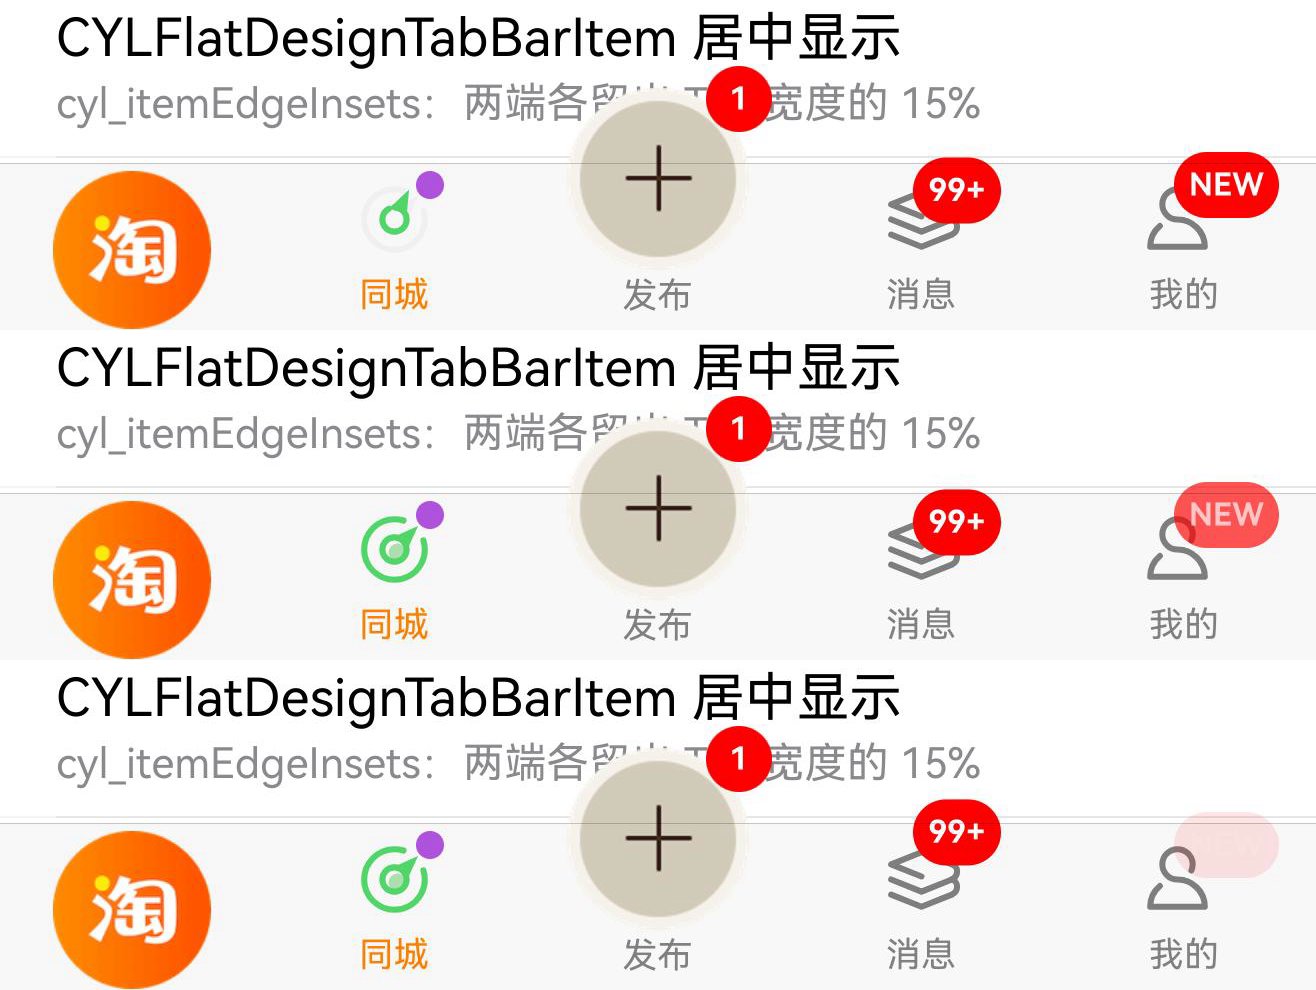 CYLFlatDesignTabBarItem 居中显示
cyl_itemEdgeInsets: 两端各 宽度的 15%
1
99+
NEW
淘
同城
发布
消息
我的
CYLFlatDesignTabBarItem 居中显示
cyl_itemEdgeInsets: 两端各 宽度的 15%
1
99+
NEW
淘
同城
发布
消息
我的
CYLFlatDesignTabBarItem 居中显示
cyl_itemEdgeInsets: 两端各 宽度的 15%
1
99+
NEW
淘
同城
发布
消息
我的